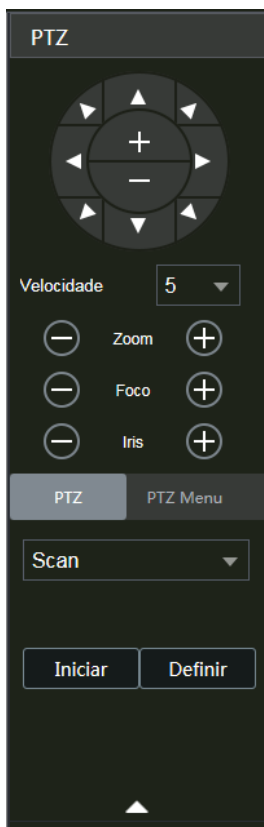 PTZ
Velocidade 5
Zoom
Foco
Iris
PTZ PTZ Menu
Scan
Iniciar Definir